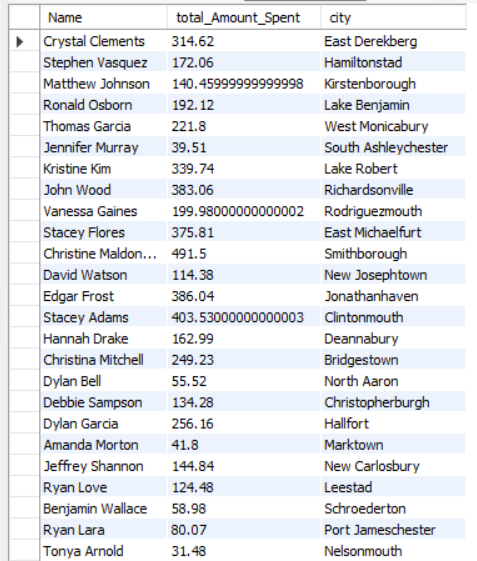 Name total_Amount_Spent city
Crystal Clements 314.62 East Derekberg
Stephen Vasquez 172.06 Hamiltonstad
Matthew Johnson 140.45999999999998 Kirstenborough
Ronald Osborn 192.12 Lake Benjamin
Thomas Garcia 221.8 West Monicabury
Jennifer Murray 39.51 South Ashleychester
Kristine Kim 339.74 Lake Robert
John Wood 383.06 Richardsonville
Vanessa Gaines 199.98000000000002 Rodriguezmouth
Stacey Flores 375.81 East Michaelfurt
Christine Maldon... 491.5 Smithborough
David Watson 114.38 New Josephtown
Edgar Frost 386.04 Jonathanhaven
Stacey Adams 403.53000000000003 Clintonmouth
Hannah Drake 162.99 Deannabury
Christina Mitchell 249.23 Bridgestown
Dylan Bell 55.52 North Aaron
Debbie Sampson 134.28 Christopherburgh
Dylan Garcia 256.16 Hallfort
Amanda Morton 41.8 Marktown
Jeffrey Shannon 144.84 New Carlosbury
Ryan Love 124.48 Leestad
Benjamin Wallace 58.98 Schroederton
Ryan Lara 80.07 Port Jameschester
Tonya Arnold 31.48 Nelsonmouth